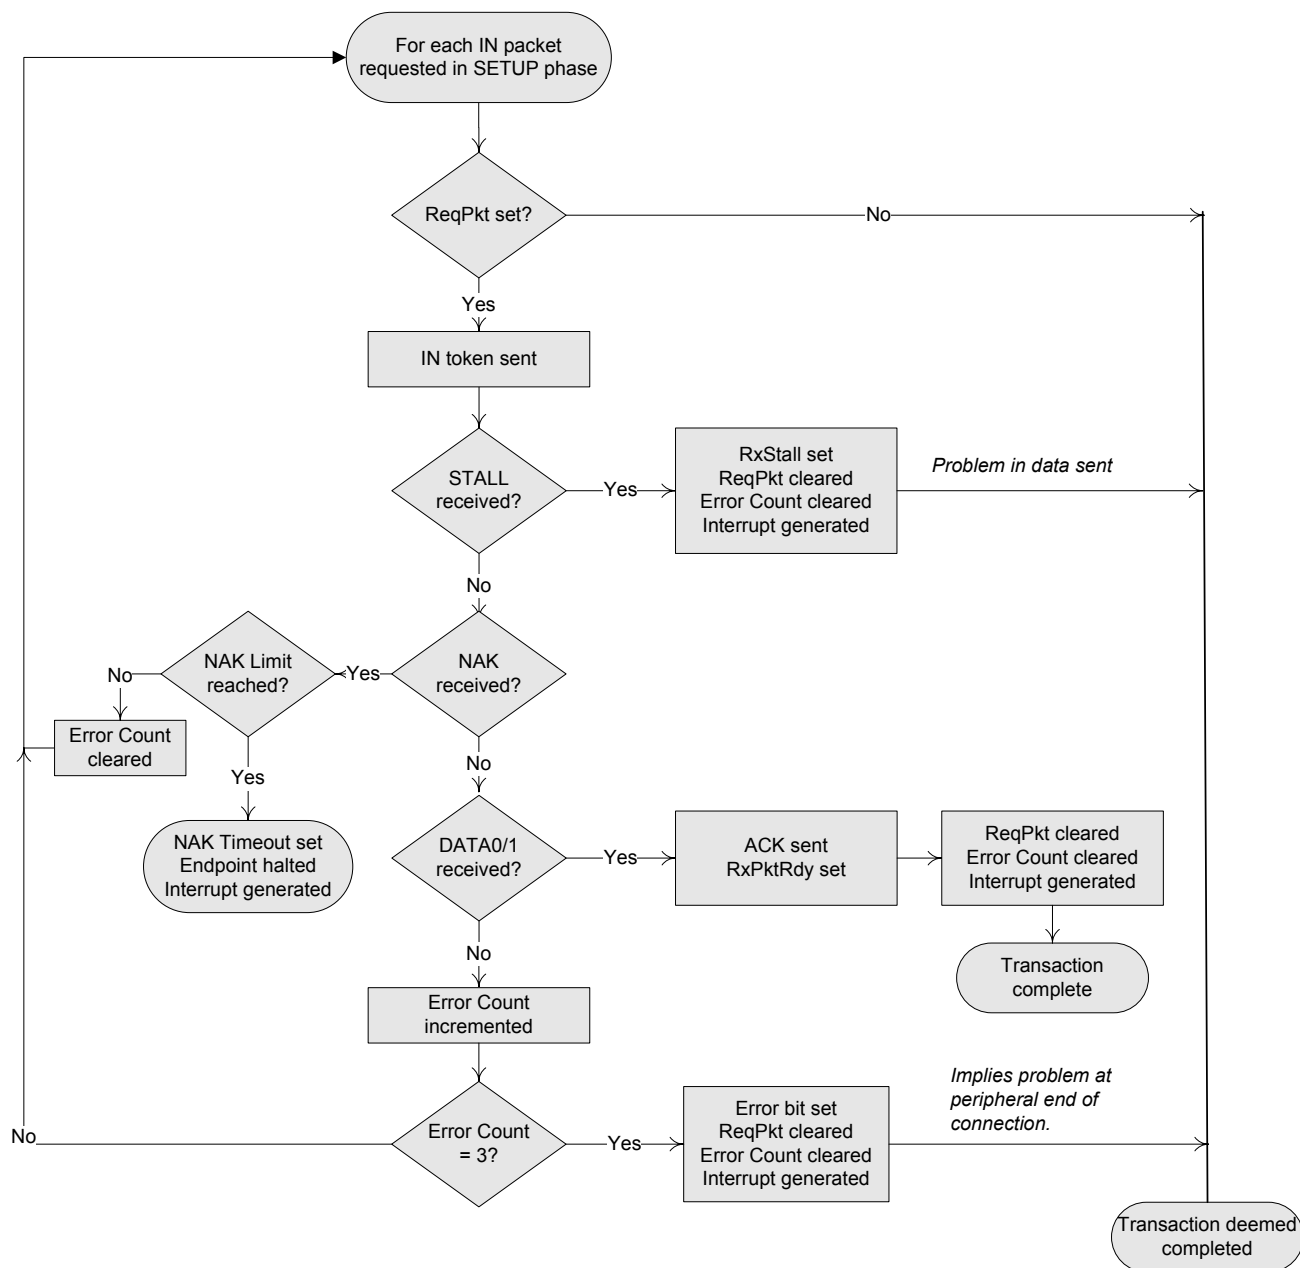 For each IN packet
requested in SETUP phase
ReqPkt set?
No
Yes
IN token sent
STALL
received?
Yes
RxStall set
ReqPkt cleared
Error Count cleared
Interrupt generated
Problem in data sent
No
NAK
received?
Yes
NAK Limit
reached?
No
Error Count
cleared
Yes
NAK Timeout set
Endpoint halted
Interrupt generated
No
DATA0/1
received?
Yes
ACK sent
RxPktRdy set
ReqPkt cleared
Error Count cleared
Interrupt generated
Transaction
complete
No
Error Count
incremented
Error Count
= 3?
No
Yes
Error bit set
ReqPkt cleared
Error Count cleared
Interrupt generated
Implies problem at
peripheral end of
connection.
Transaction deemed
completed